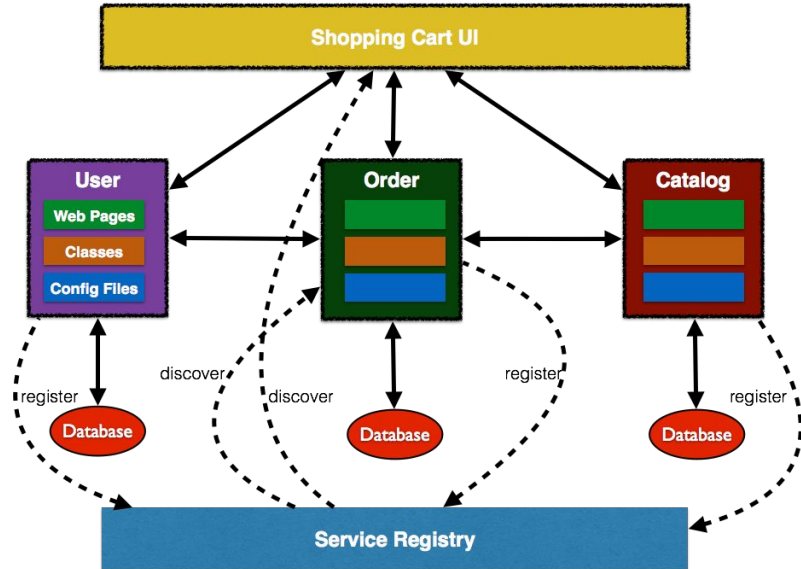 Shopping Cart UI
User
Order
Catalog
Web Pages
Classes
Config Files
discover
register
register
discover
register
Database
Database
Database
Service Registry